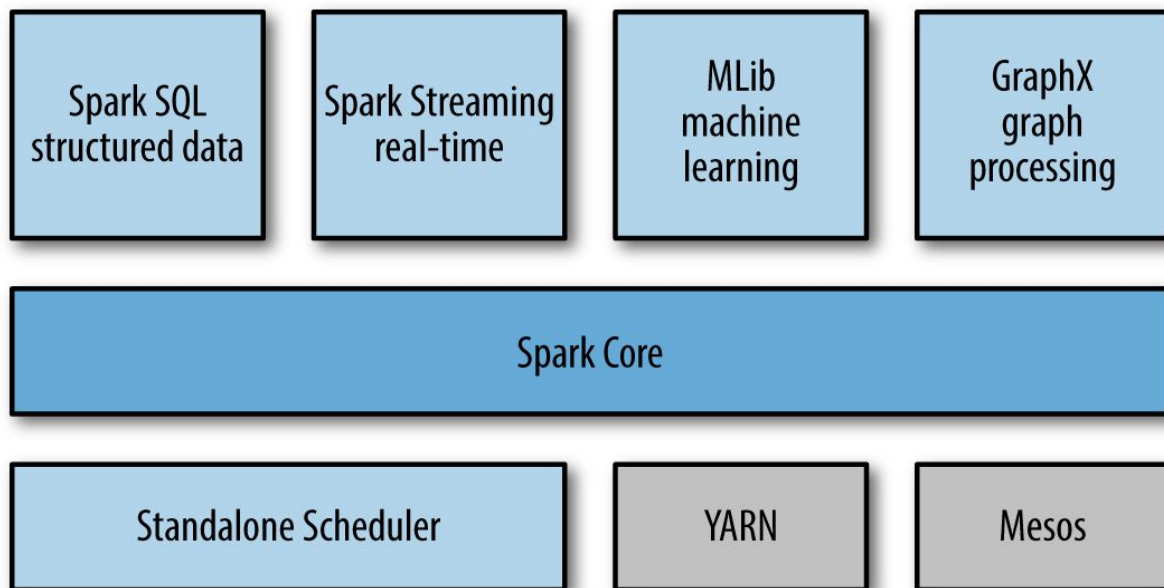 Spark SQL
structured data
Spark Streaming
real-time
MLib
machine
learning
GraphX
graph
processing
Spark Core
Standalone Scheduler
YARN
Mesos